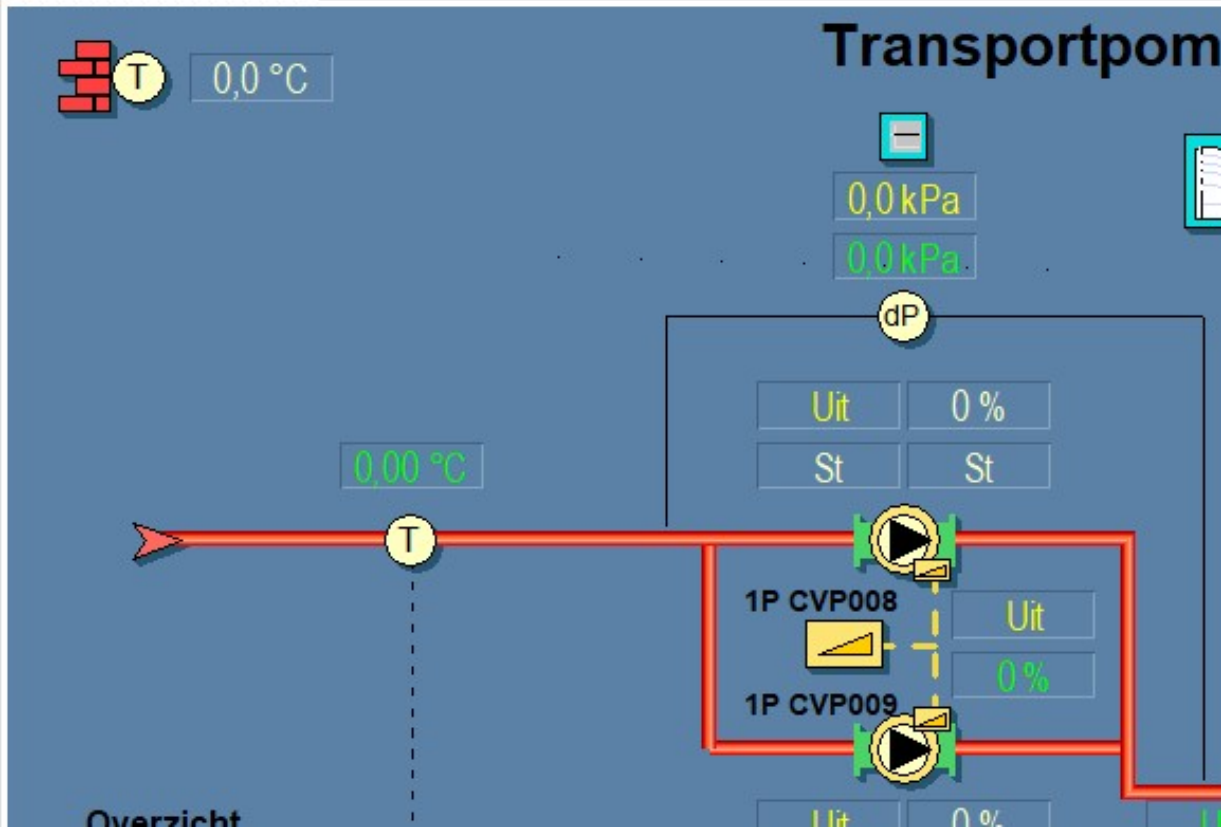 Transportpom
T 0,0 °C
0,0 kPa
0,0 kPa
dP
Uit 0 %
0,00 °C St St
T
1P CVP008
Uit
0 %
1P CVP009
Overzicht
Uit 0 %